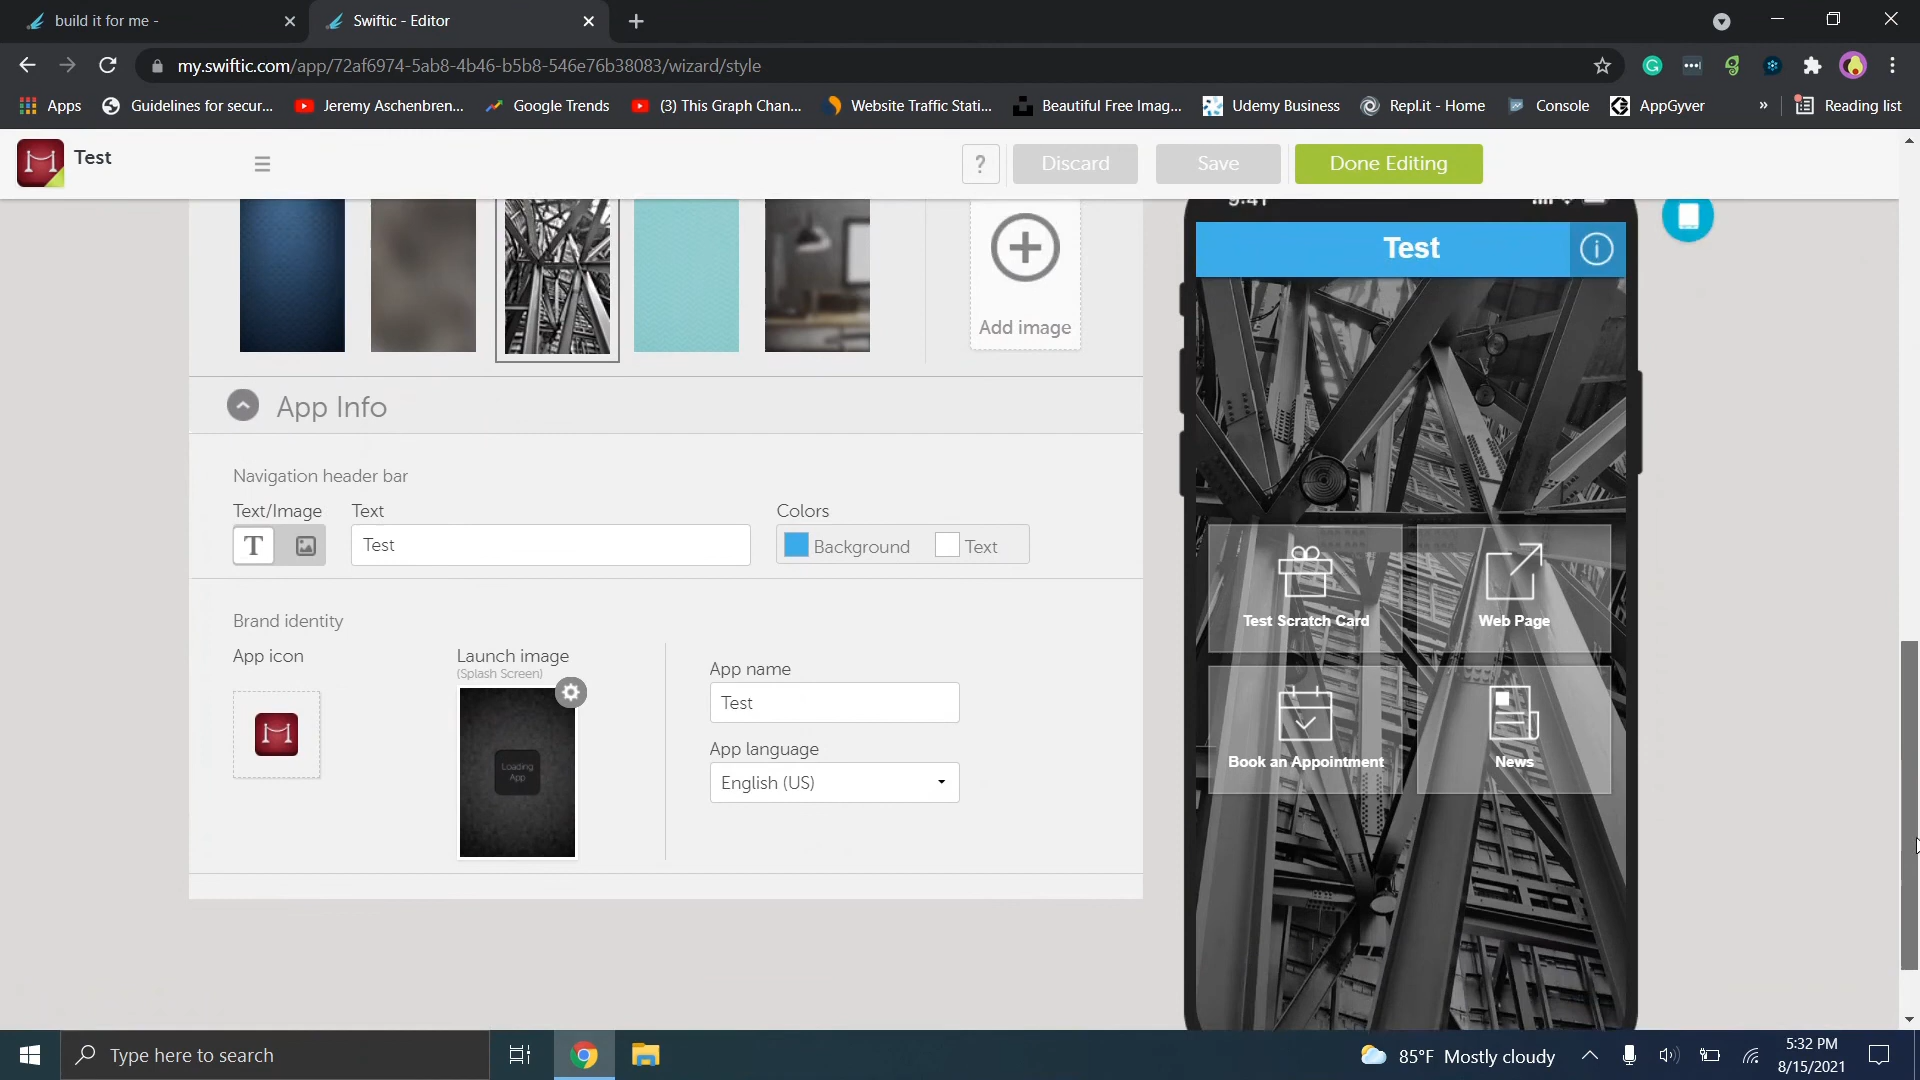 build it for me -
Swiftic - Editor
my.swiftic.com/app/72af6974-5ab8-4b46-b5b8-546e76b38083/wizard/style
Apps
Guidelines for secur...
Jeremy Aschenbren...
Google Trends
(3) This Graph Chan...
Website Traffic Stati...
Beautiful Free Imag...
Udemy Business
Repl.it - Home
Console
AppGyver
»
Reading list
Test
?
Discard
Save
Done Editing
Add image
9:41
Test
App Info
Navigation header bar
Text/Image
Text
Colors
T
Test
Background
Text
Brand identity
App icon
Launch image
(Splash Screen)
Loading
App
App name
Test
App language
English (US)
Test Scratch Card
Web Page
Book an Appointment
News
Type here to search
85°F Mostly cloudy
5:32 PM
8/15/2021